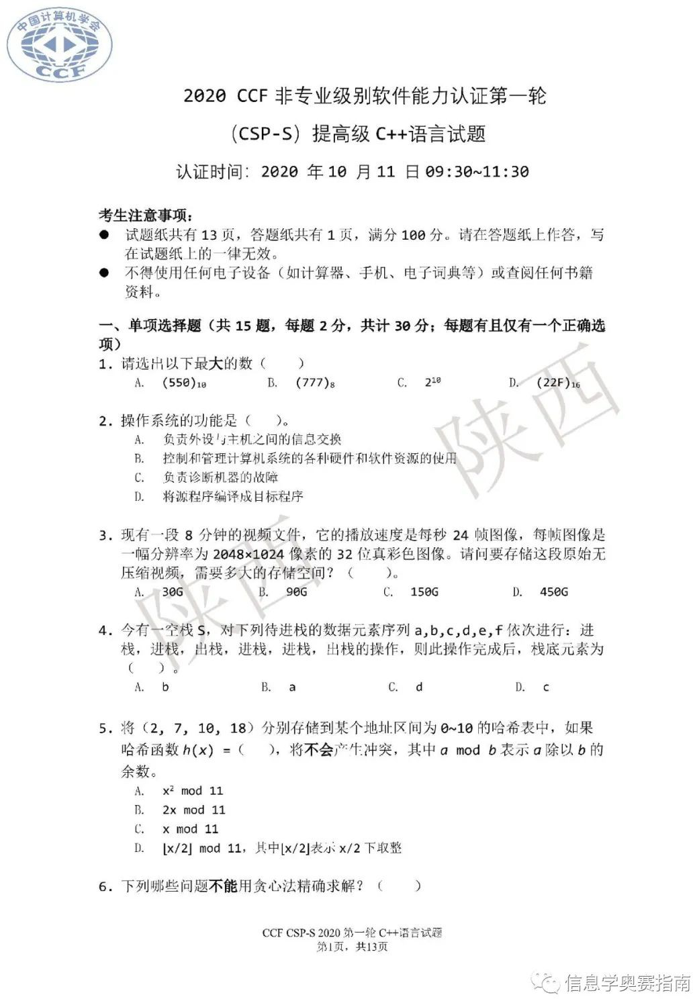 中国计算机学会
CCF
2020 CCF 非专业级别软件能力认证第一轮
（CSP-S）提高级 C++语言试题
认证时间：2020 年 10 月 11 日 09:30~11:30
考生注意事项：
● 试题纸共有 13 页，答题纸共有 1 页，满分 100 分。请在答题纸上作答，写
在试题纸上的一律无效。
● 不得使用任何电子设备（如计算器、手机、电子词典等）或查阅任何书籍
资料。
一、单项选择题（共 15 题，每题 2 分，共计 30 分；每题有且仅有一个正确选
项）
1. 请选出以下最大的数（ ）
A. (550)₁₀ B. (777)₈ C. 2¹⁰ D. (22F)₁₆
2. 操作系统的功能是（ ）。
A. 负责外设与主机之间的信息交换
B. 控制和管理计算机系统的各种硬件和软件资源的使用
C. 负责诊断机器的故障
D. 将源程序编译成目标程序
3. 现有一段 8 分钟的视频文件，它的播放速度是每秒 24 帧图像，每帧图像是
一幅分辨率为 2048×1024 像素的 32 位真彩色图像。请问要存储这段原始无
压缩视频，需要多大的存储空间？（ ）。
A. 30G B. 90G C. 150G D. 450G
4. 今有一空栈 S，对下列待进栈的数据元素序列 a,b,c,d,e,f 依次进行：进
栈，进栈，出栈，进栈，进栈，出栈的操作，则此操作完成后，栈底元素为
（ ）。
A. b B. a C. d D. c
5. 将（2, 7, 10, 18）分别存储到某个地址区间为 0~10 的哈希表中，如果
哈希函数 h(x) =（ ），将不会产生冲突，其中 a mod b 表示 a 除以 b 的
余数。
A. x² mod 11
B. 2x mod 11
C. x mod 11
D. ⌊x/2⌋ mod 11，其中⌊x/2⌋表示 x/2 下取整
6. 下列哪些问题不能用贪心法精确求解？（ ）
CCF CSP-S 2020 第一轮 C++语言试题
第1页，共13页
陕西
陕西
信息学奥赛指南